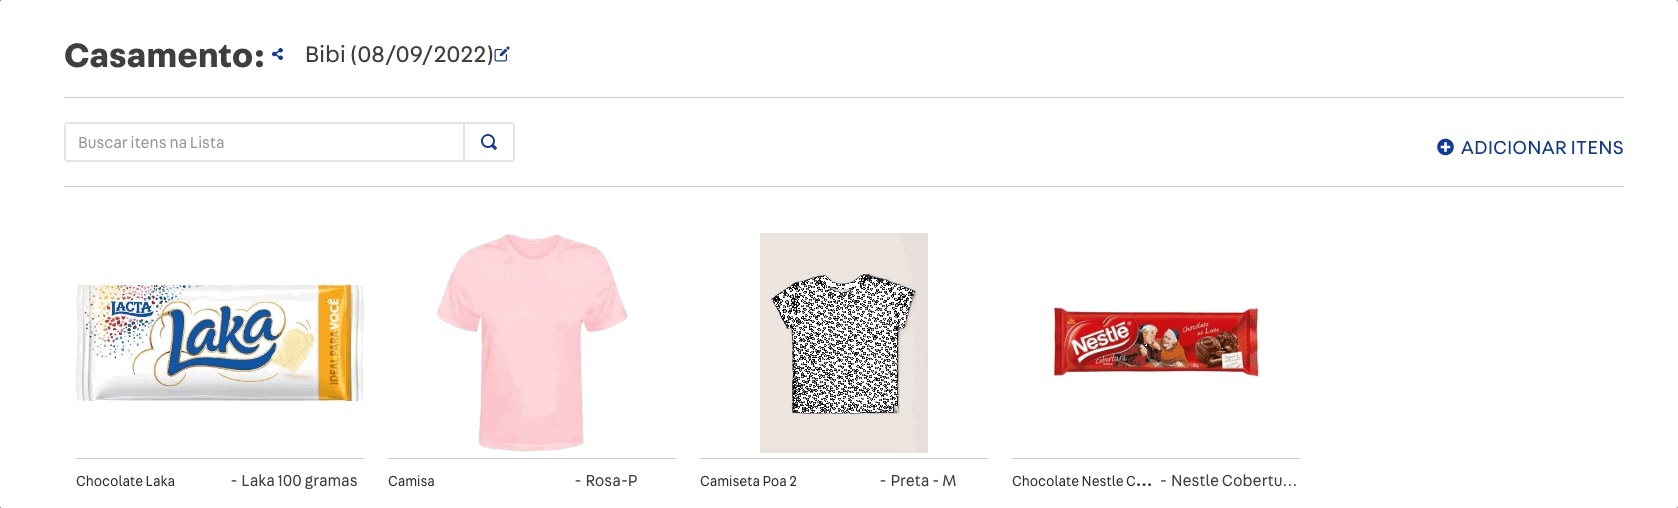 Casamento: Bibi (08/09/2022)
Buscar itens na Lista
ADICIONAR ITENS
LACTA
Laka
IDEAL PARA VOCÊ
Nestlé
Chocolate ao Leite
Cobertura
Chocolate Laka - Laka 100 gramas
Camisa - Rosa-P
Camiseta Poa 2 - Preta - M
Chocolate Nestle C... - Nestle Cobertu...